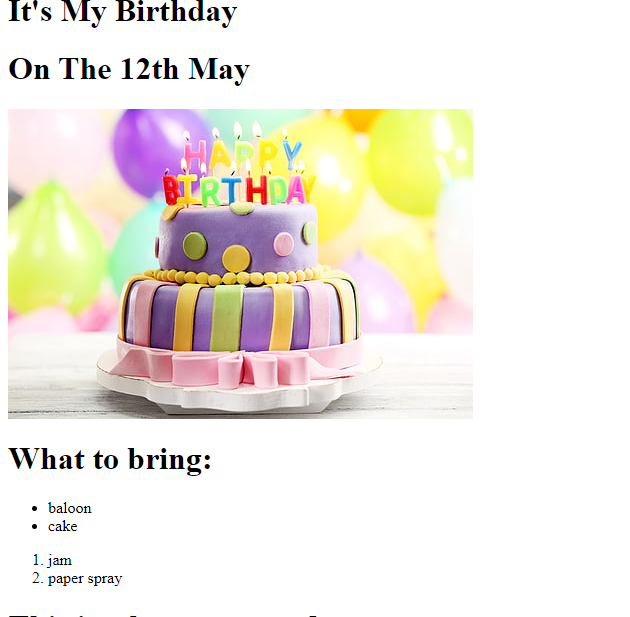 It's My Birthday
On The 12th May
HAPPY
BIRTHDAY
What to bring:
baloon
cake
1. jam
2. paper spray